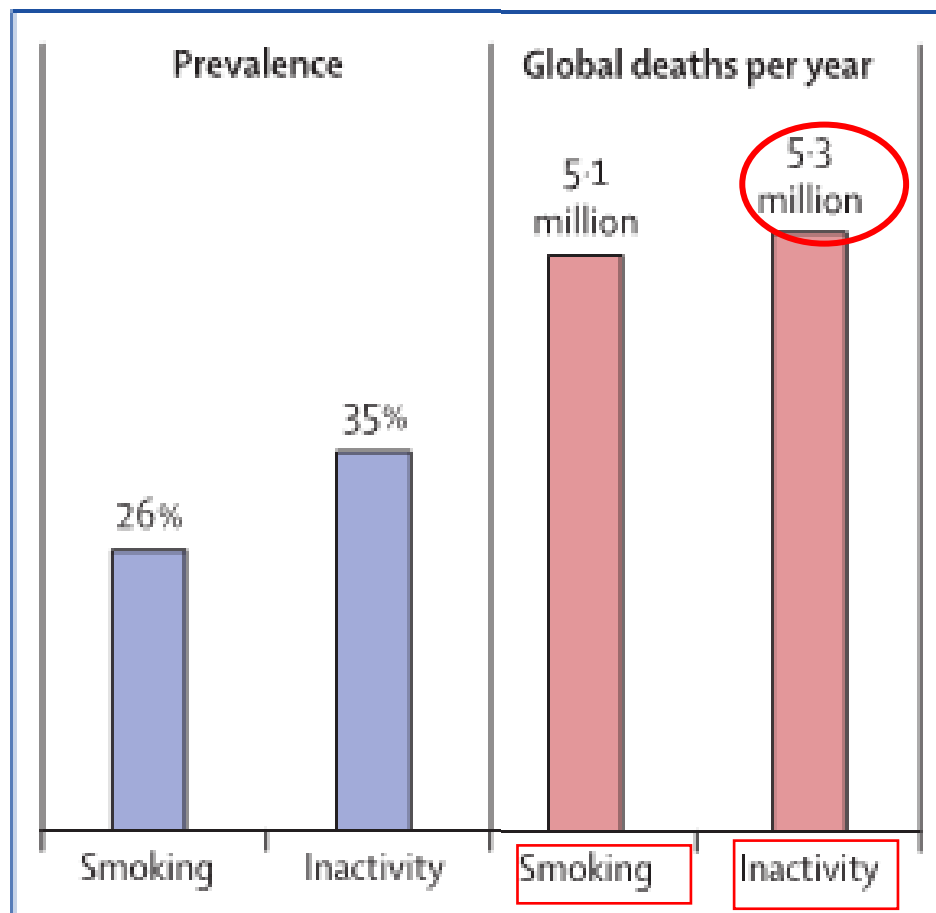 Prevalence
26%
35%
Smoking
Inactivity
Global deaths per year
5·1
million
5·3
million
Smoking
Inactivity